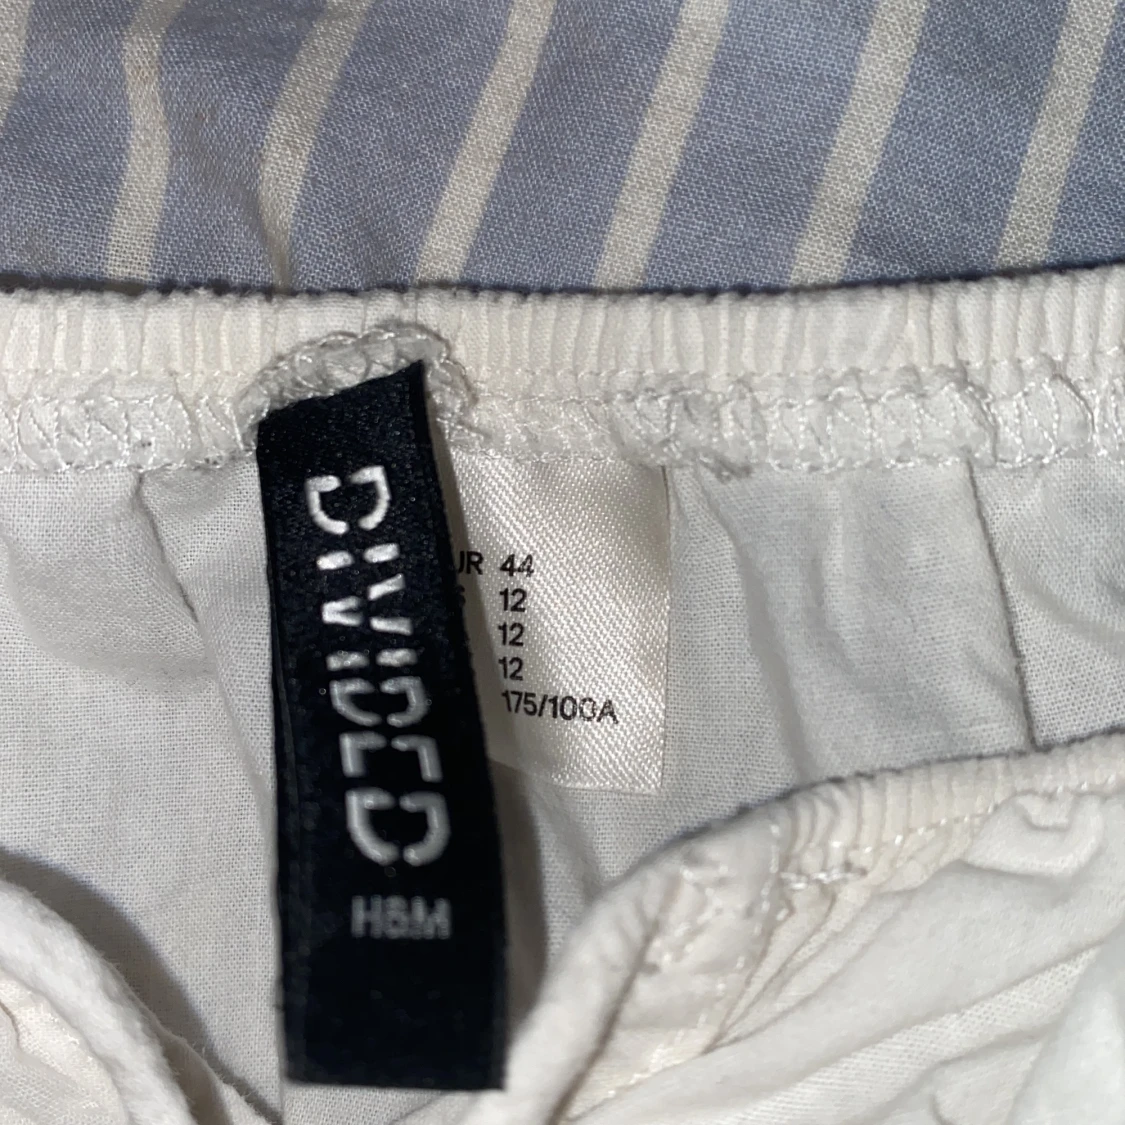 DIVIDED
H&M
UR 44
S 12
12
12
175/100A